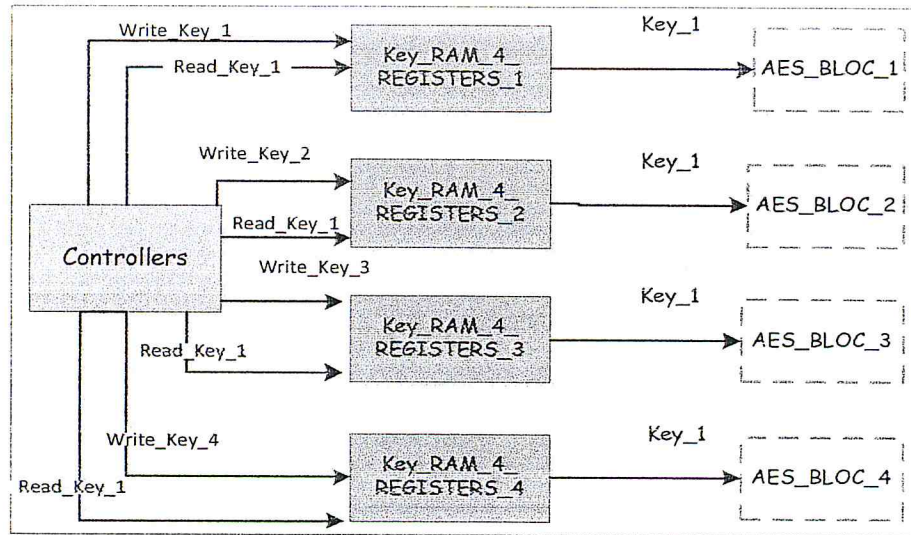 Write_Key_1
Key_1
Key_RAM_4_
REGISTERS_1
Read_Key_1
AES_BLOC_1
Write_Key_2
Key_1
Key_RAM_4_
REGISTERS_2
AES_BLOC_2
Read_Key_1
Controllers
Write_Key_3
Key_1
Key_RAM_4_
REGISTERS_3
AES_BLOC_3
Read_Key_1
Key_1
Write_Key_4
Key_RAM_4_
REGISTERS_4
AES_BLOC_4
Read_Key_1